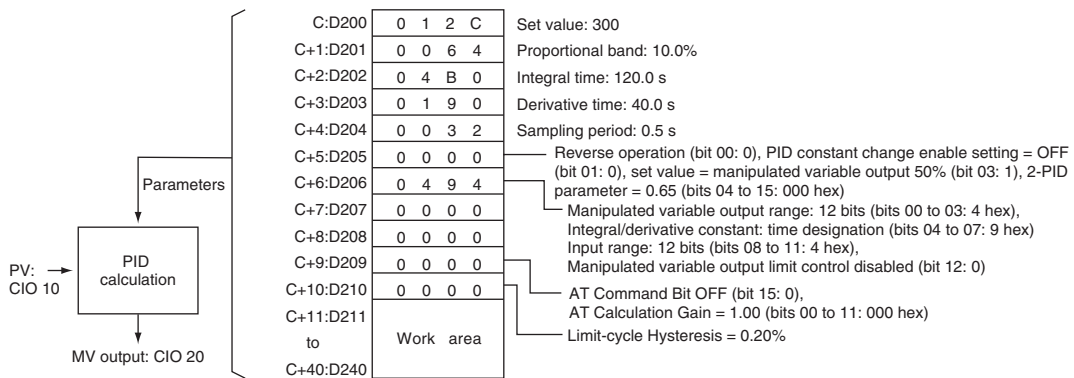 C:D200 0 1 2 C Set value: 300
C+1:D201 0 0 6 4 Proportional band: 10.0%
C+2:D202 0 4 B 0 Integral time: 120.0 s
C+3:D203 0 1 9 0 Derivative time: 40.0 s
C+4:D204 0 0 3 2 Sampling period: 0.5 s
C+5:D205 0 0 0 0
Reverse operation (bit 00: 0), PID constant change enable setting = OFF
(bit 01: 0), set value = manipulated variable output 50% (bit 03: 1), 2-PID
parameter = 0.65 (bits 04 to 15: 000 hex)
C+6:D206 0 4 9 4
Manipulated variable output range: 12 bits (bits 00 to 03: 4 hex),
Integral/derivative constant: time designation (bits 04 to 07: 9 hex)
Input range: 12 bits (bits 08 to 11: 4 hex),
Manipulated variable output limit control disabled (bit 12: 0)
C+7:D207 0 0 0 0
C+8:D208 0 0 0 0
C+9:D209 0 0 0 0
AT Command Bit OFF (bit 15: 0),
AT Calculation Gain = 1.00 (bits 00 to 11: 000 hex)
C+10:D210 0 0 0 0
Limit-cycle Hysteresis = 0.20%
C+11:D211
to
C+40:D240
Work area
Parameters
PV:
CIO 10
PID
calculation
MV output: CIO 20